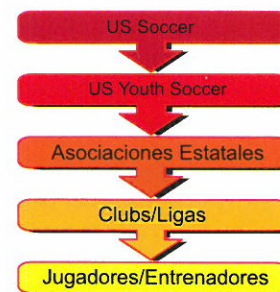 US Soccer
US Youth Soccer
Asociaciones Estatales
Clubs/Ligas
Jugadores/Entrenadores